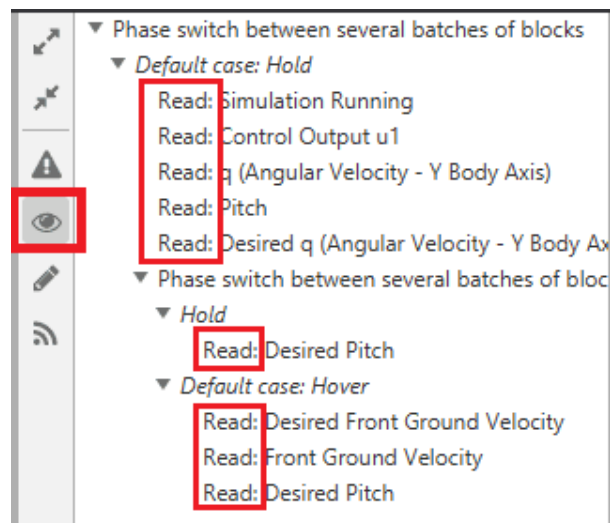 Phase switch between several batches of blocks
Default case: Hold
Read: Simulation Running
Read: Control Output u1
Read: q (Angular Velocity - Y Body Axis)
Read: Pitch
Read: Desired q (Angular Velocity - Y Body Ax
Phase switch between several batches of bloc
Hold
Read: Desired Pitch
Default case: Hover
Read: Desired Front Ground Velocity
Read: Front Ground Velocity
Read: Desired Pitch